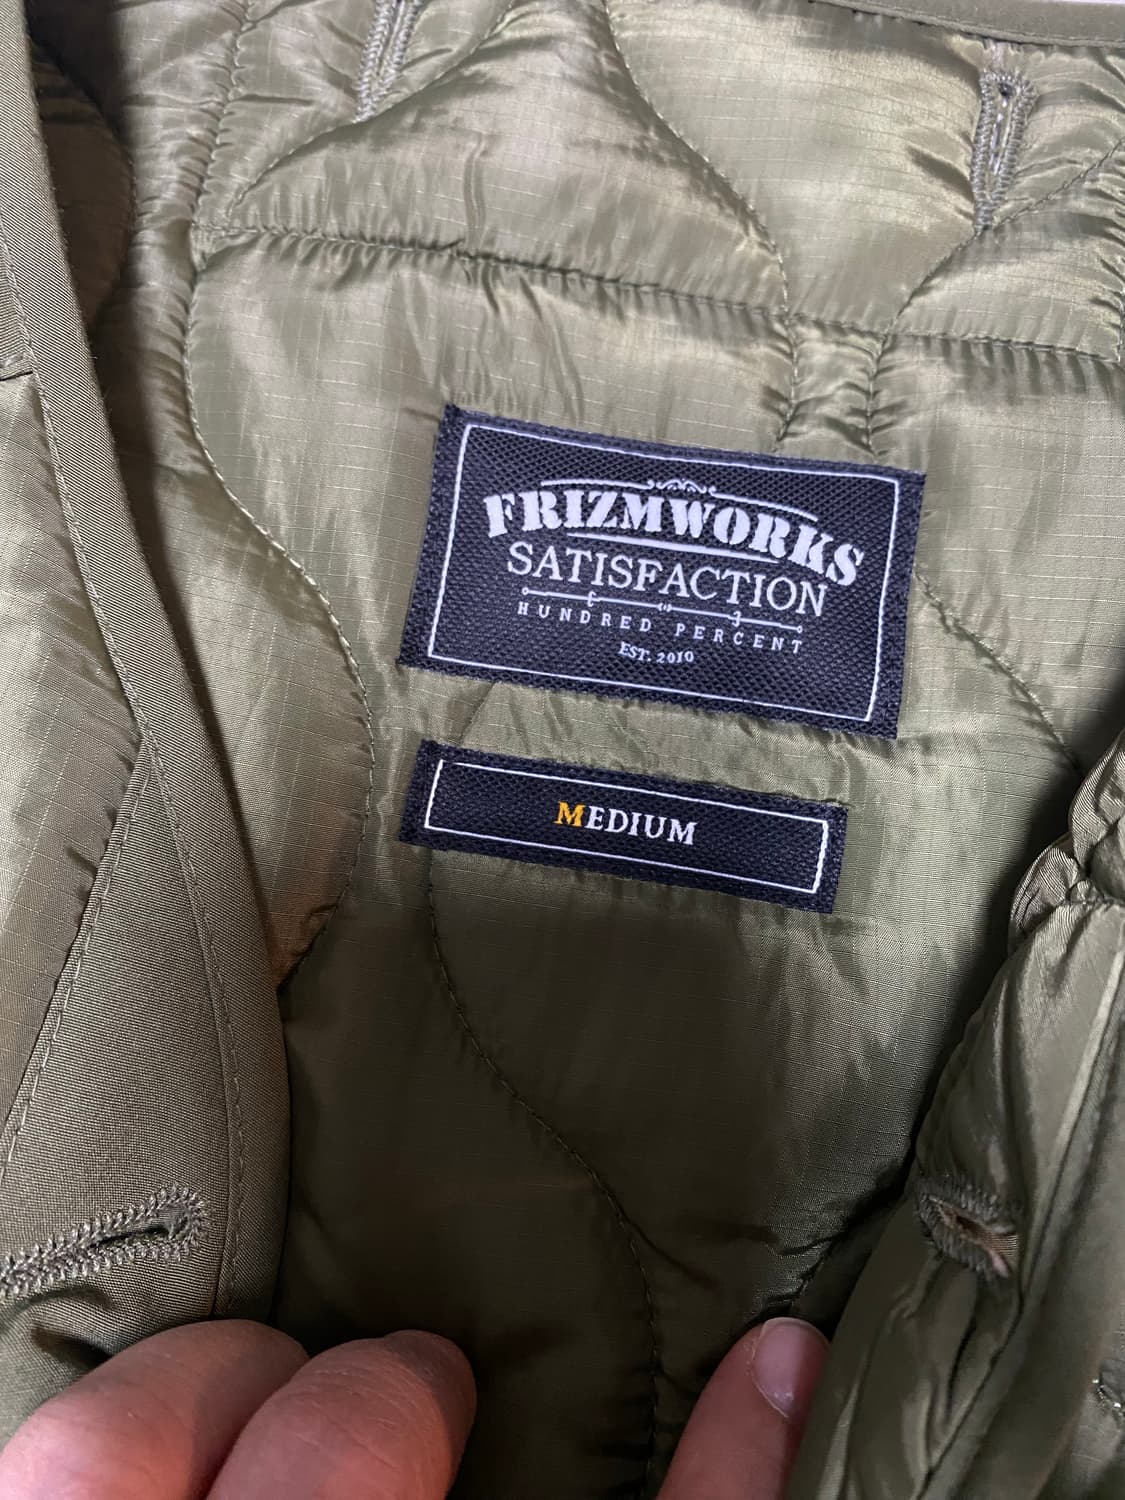 FRIZMWORKS
SATISFACTION
HUNDRED PERCENT
EST. 2010
MEDIUM